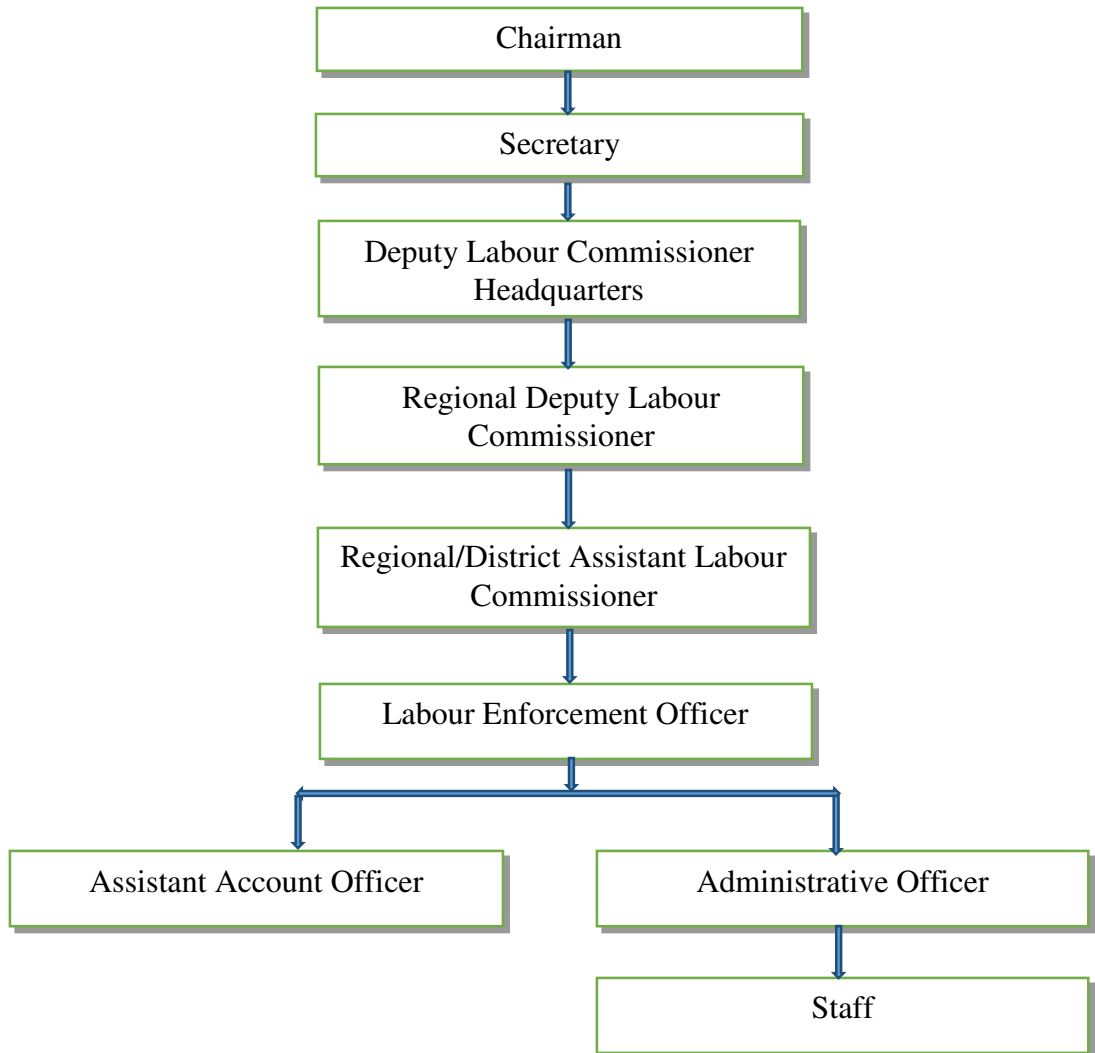 Chairman
Secretary
Deputy Labour Commissioner
Headquarters
Regional Deputy Labour
Commissioner
Regional/District Assistant Labour
Commissioner
Labour Enforcement Officer
Assistant Account Officer
Administrative Officer
Staff